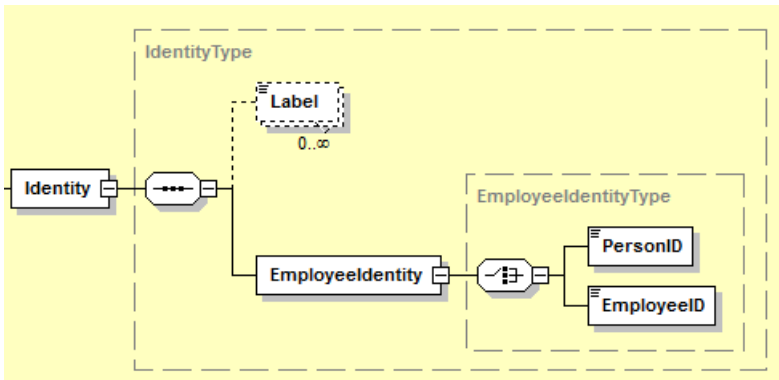 IdentityType
Label
0..∞
Identity
EmployeeIdentityType
PersonID
EmployeeIdentity
EmployeeID